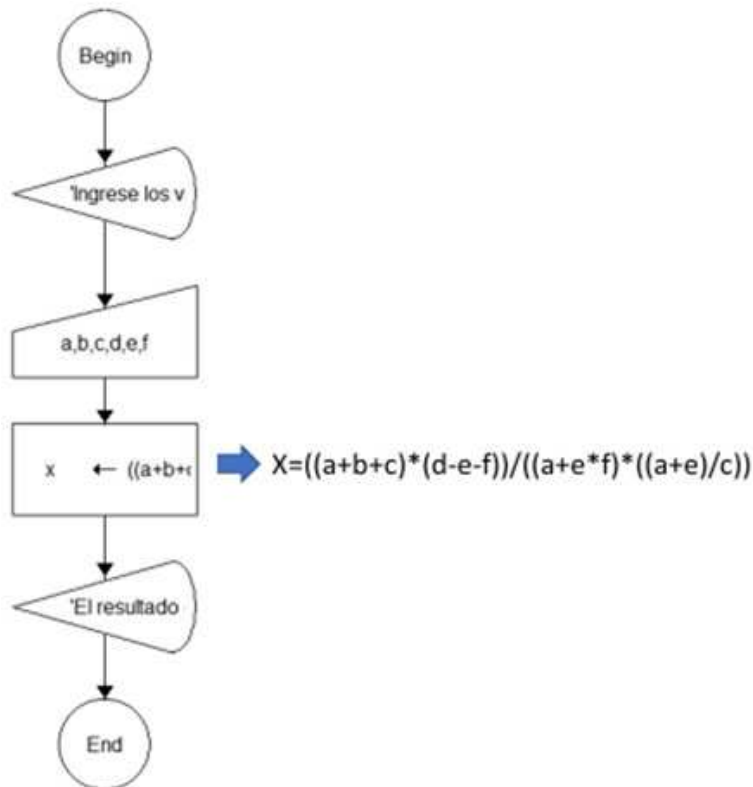 Begin
'Ingrese los v
a,b,c,d,e,f
x ← ((a+b+c
X=((a+b+c)*(d-e-f))/((a+e*f)*((a+e)/c))
'El resultado
End